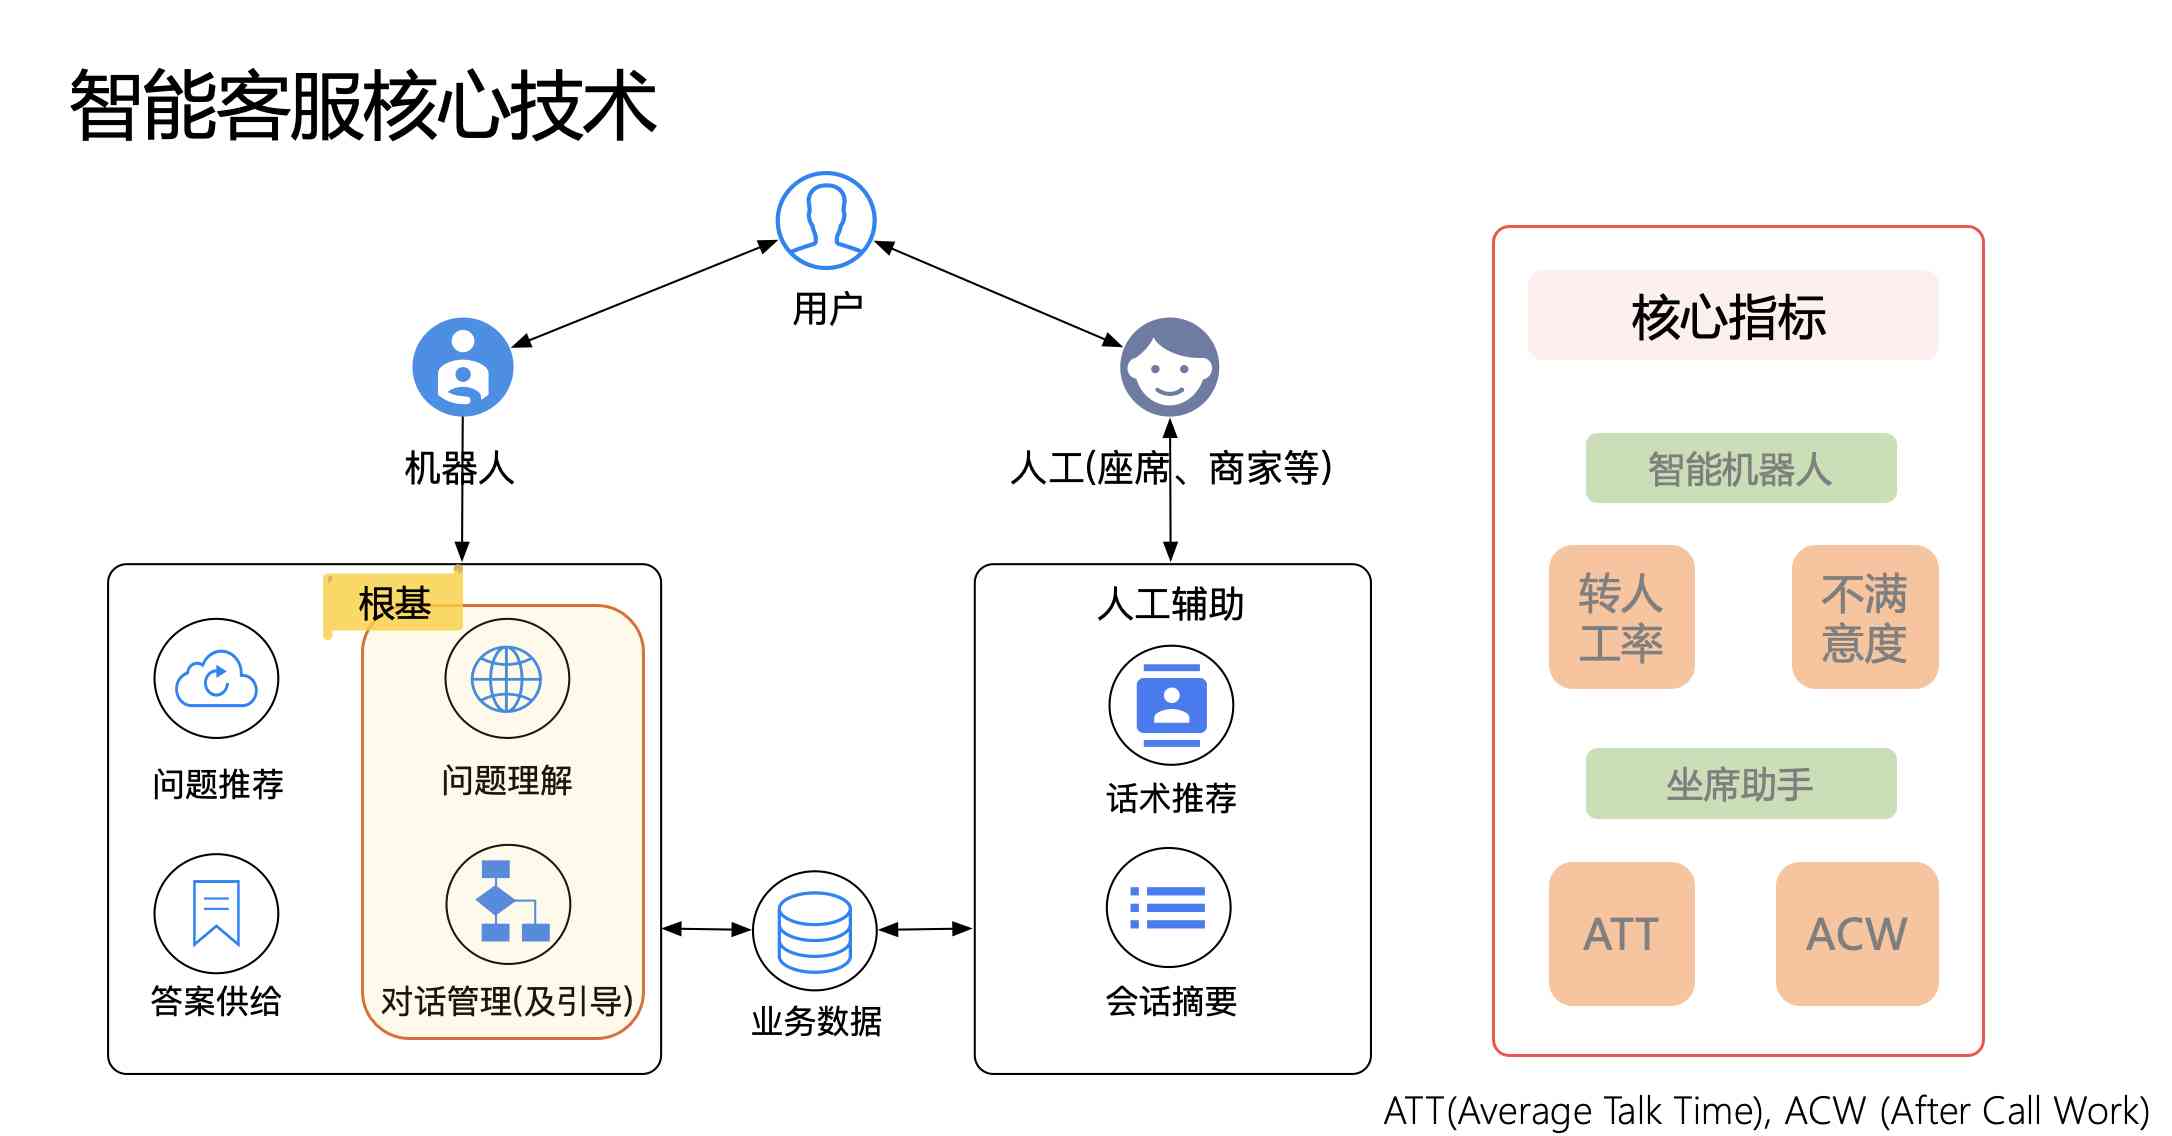 智能客服核心技术
用户
机器人
人工(座席、商家等)
根基
问题推荐
问题理解
答案供给
对话管理(及引导)
业务数据
人工辅助
话术推荐
会话摘要
核心指标
智能机器人
转人
工率
不满
意度
坐席助手
ATT
ACW
ATT(Average Talk Time), ACW (After Call Work)